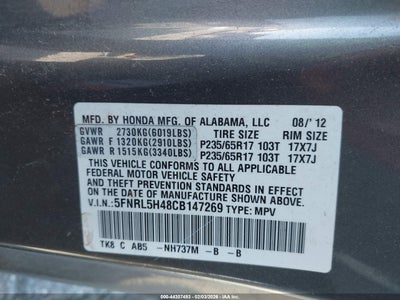 MFD. BY HONDA MFG. OF ALABAMA, LLC 08/'12
GVWR 2730KG(6019LBS) TIRE SIZE RIM SIZE
GAWR F 1320KG(2910LBS) P235/65R17 103T 17X7J
GAWR R 1515KG(3340LBS) P235/65R17 103T 17X7J
THIS VEHICLE CONFORMS TO ALL APPLICABLE
FEDERAL MOTOR VEHICLE SAFETY, BUMPER, AND
THEFT PREVENTION STANDARDS IN EFFECT ON
THE DATE OF MANUFACTURE SHOWN ABOVE.
V.I.N.: 5FNRL5H48CB147269 TYPE: MPV
TK8 C AB5 -NH737M -B -B
000 - 44357493 - 02/03/2026 - IAAI